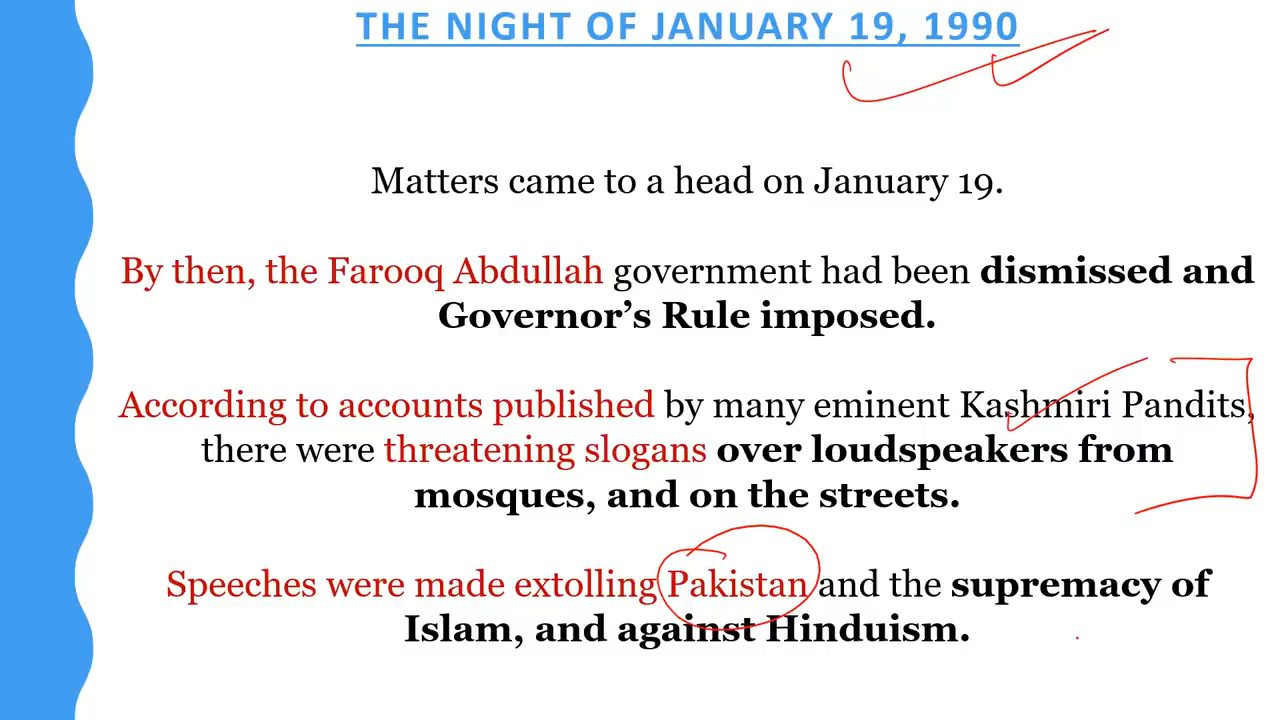 THE NIGHT OF JANUARY 19, 1990
Matters came to a head on January 19.
By then, the Farooq Abdullah government had been dismissed and
Governor’s Rule imposed.
According to accounts published by many eminent Kashmiri Pandits,
there were threatening slogans over loudspeakers from
mosques, and on the streets.
Speeches were made extolling Pakistan and the supremacy of
Islam, and against Hinduism.